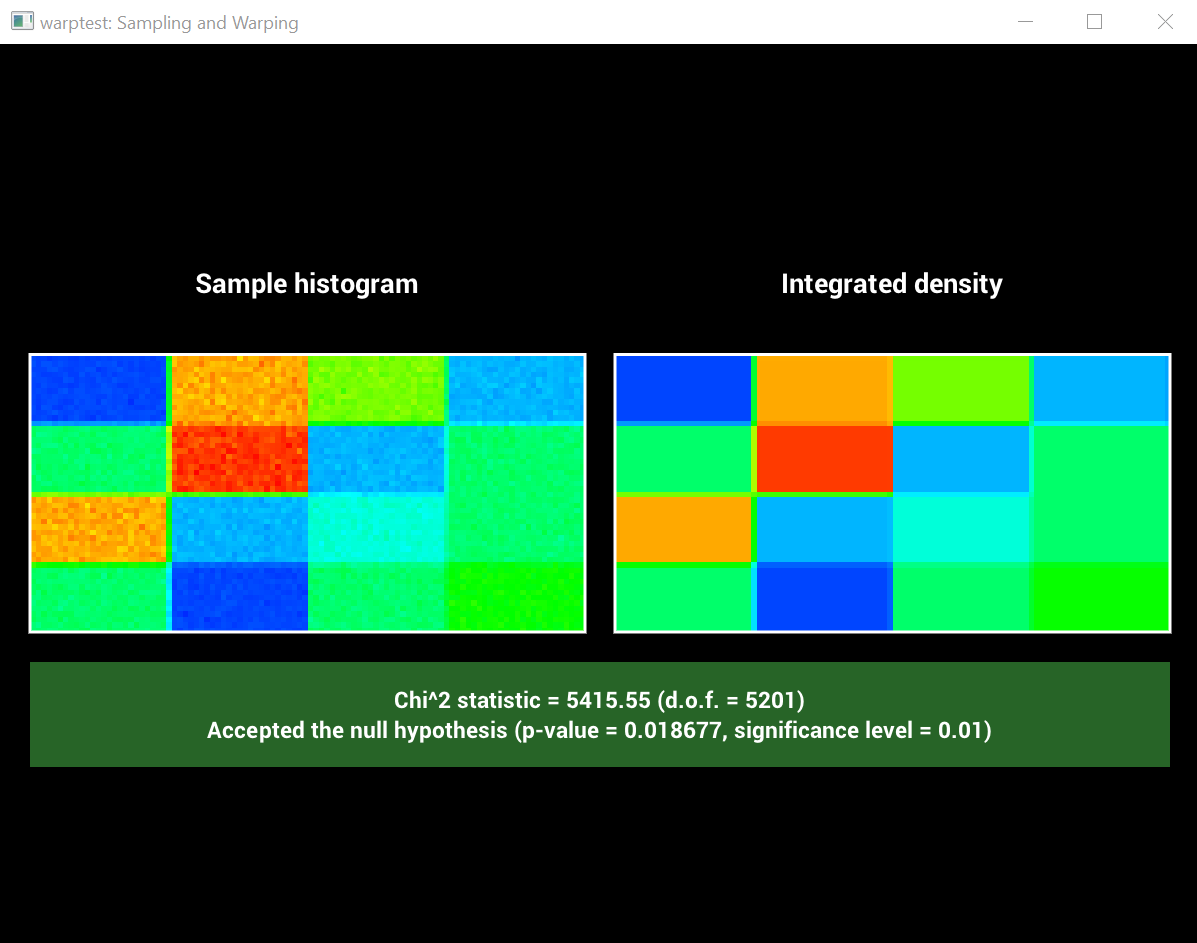 warptest: Sampling and Warping
Sample histogram
Integrated density
Chi^2 statistic = 5415.55 (d.o.f. = 5201)
Accepted the null hypothesis (p-value = 0.018677, significance level = 0.01)